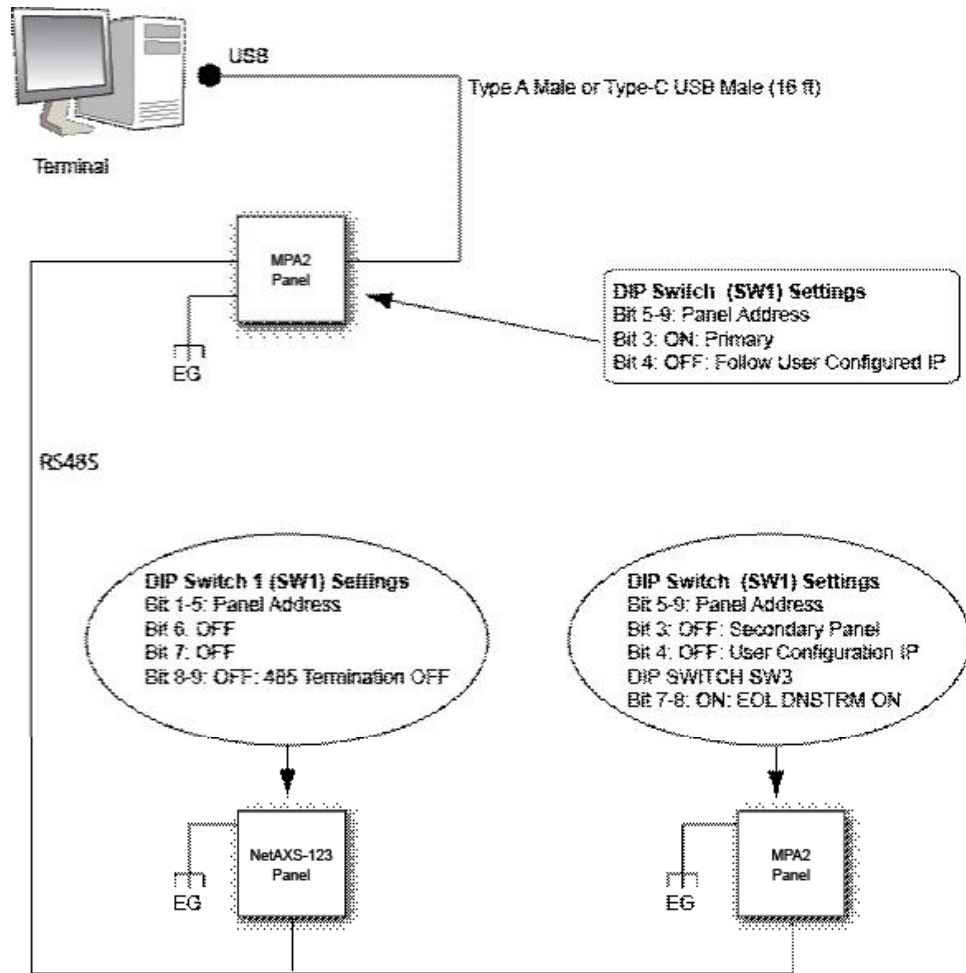 USB
Type A Male or Type-C USB Male (16 ft)
Terminal
MPA2
Panel
DIP Switch (SW1) Settings
Bit 5-9: Panel Address
Bit 3: ON: Primary
Bit 4: OFF: Follow User Configured IP
EG
RS485
DIP Switch 1 (SW1) Settings
Bit 1-5: Panel Address
Bit 6: OFF
Bit 7: OFF
Bit 8-9: OFF: 485 Termination OFF
DIP Switch (SW1) Settings
Bit 5-9: Panel Address
Bit 3: OFF: Secondary Panel
Bit 4: OFF: User Configuration IP
DIP SWITCH SW3
Bit 7-8: ON: EOL DNSTRM ON
NetAXS-123
Panel
EG
MPA2
Panel
EG